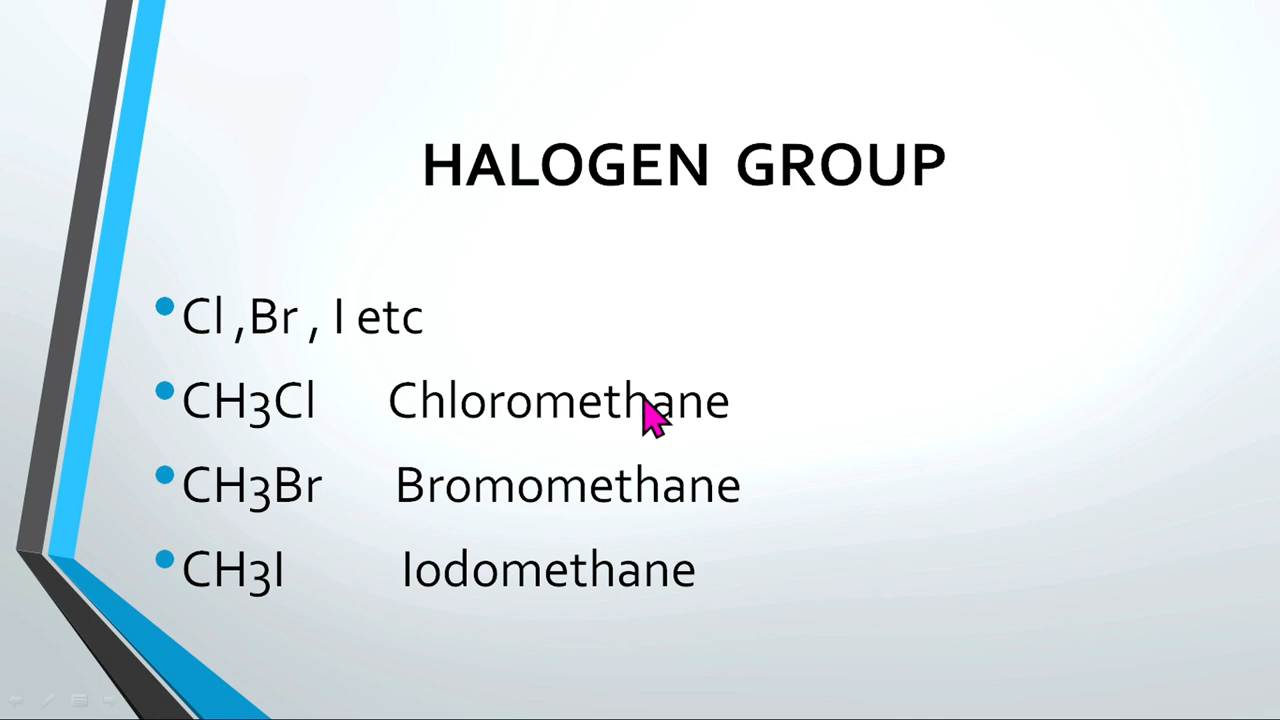 HALOGEN GROUP
Cl ,Br , I etc
CH3Cl Chloromethane
CH3Br Bromomethane
CH3I Iodomethane